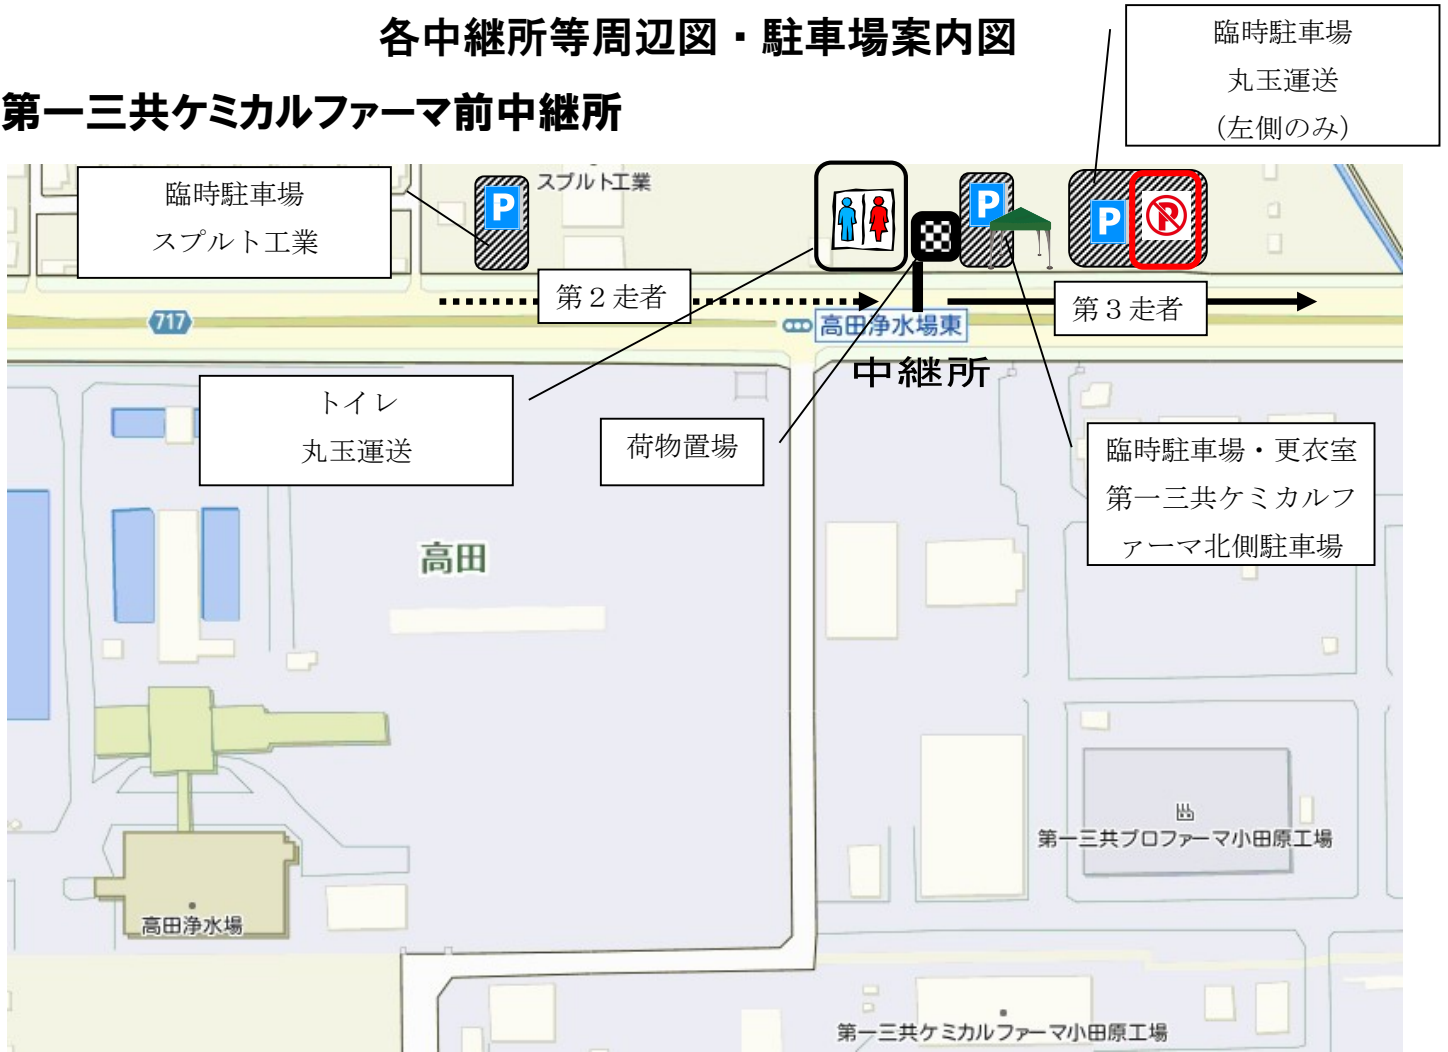 各中継所等周辺図・駐車場案内図
臨時駐車場
丸玉運送
(左側のみ)
第一三共ケミカルファーマ前中継所
臨時駐車場
スプルト工業
P
スプルト工業
P
P
P
第２走者
第３走者
717
高田浄水場東
中継所
トイレ
丸玉運送
荷物置場
臨時駐車場・更衣室
第一三共ケミカルフ
ァーマ北側駐車場
高田
第一三共プロファーマ小田原工場
高田浄水場
第一三共ケミカルファーマ小田原工場